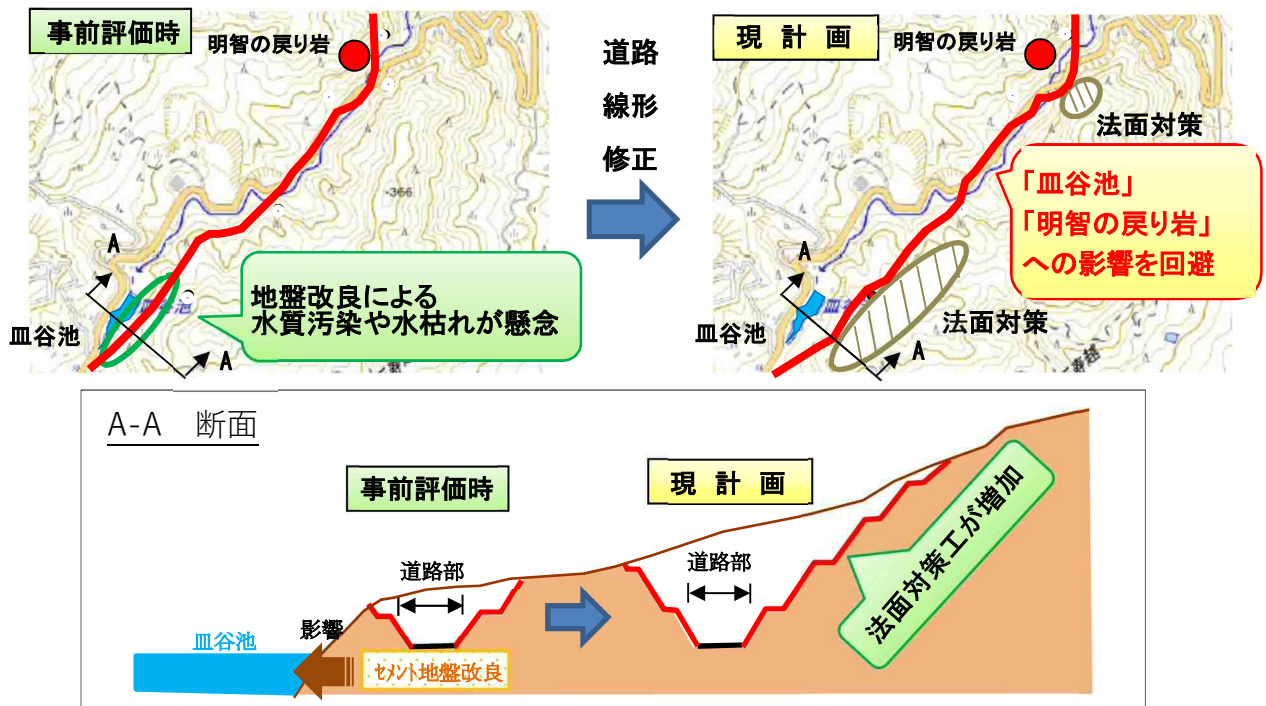 事前評価時
明智の戻り岩
-366
A
皿谷池
皿谷池
A
地盤改良による
水質汚染や水枯れが懸念
道路
線形
修正
現計画
明智の戻り岩
法面対策
「皿谷池」
「明智の戻り岩」
への影響を回避
A
皿谷池
法面対策
A
A-A 断面
事前評価時
現計画
道路部
道路部
影響
皿谷池
セメント地盤改良
法面対策工が増加